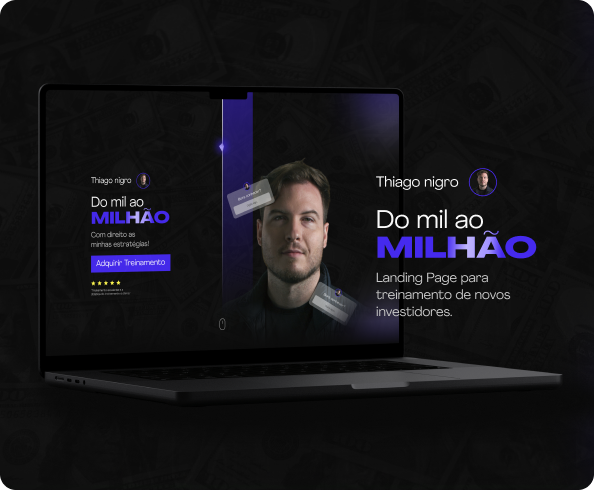 Thiago nigro
Do mil ao
MILHÃO
Com direito as
minhas estratégias!
Adquirir Treinamento
Thiago nigro
Do mil ao
MILHÃO
Landing Page para
treinamento de novos
investidores.